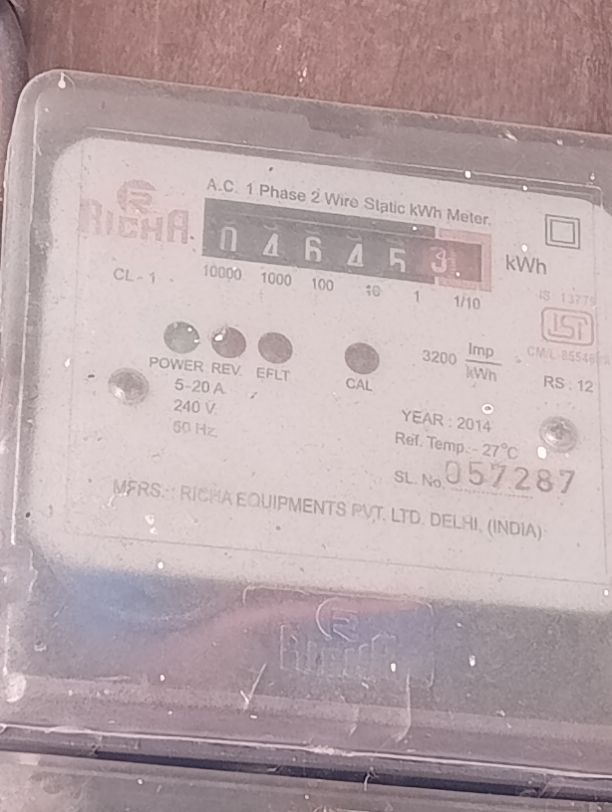 A.C. 1 Phase 2 Wire Static kWh Meter.
RICHA
0 4 6 4 5 3 kWh
CL - 1 10000 1000 100 10 1 1/10
IS 13779
ISI
POWER REV. EFLT CAL 3200 Imp/kWh
5-20 A. RS : 12
240 V.
50 Hz.
YEAR : 2014
Ref. Temp.- 27°C
SL. No. 057287
MFRS. : RICHA EQUIPMENTS PVT. LTD. DELHI, (INDIA)
RICHA